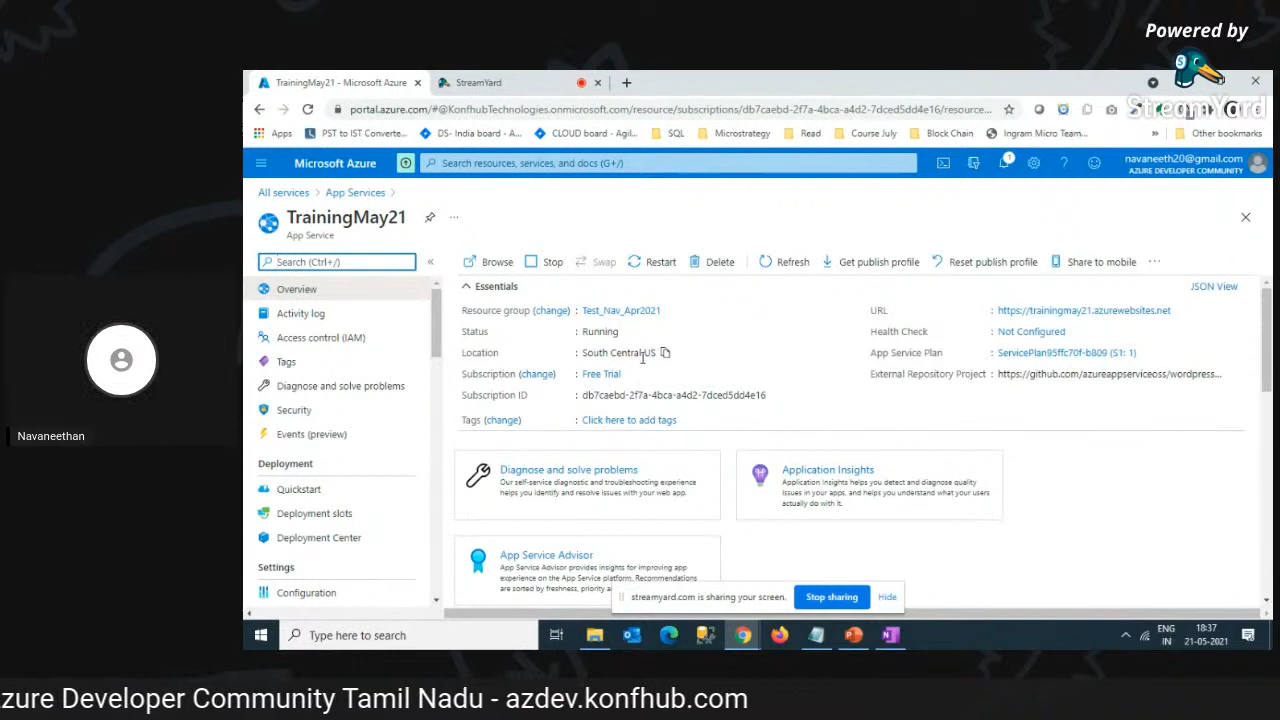 Powered by
StreamYard
TrainingMay21 - Microsoft Azure
StreamYard
portal.azure.com/#@KonfhubTechnologies.onmicrosoft.com/resource/subscriptions/db7caebd-2f7a-4bca-a4d2-7dced5dd4e16/resource...
Apps
PST to IST Converte...
DS- India board - A...
CLOUD board - Agil...
SQL
Microstrategy
Read
Course July
Block Chain
Ingram Micro Team...
»
Other bookmarks
Microsoft Azure
Search resources, services, and docs (G+/)
1
navaneeth20@gmail.com
AZURE DEVELOPER COMMUNITY
All services > App Services >
TrainingMay21
...
App Service
Search (Ctrl+/)
«
Browse
Stop
Swap
Restart
Delete
Refresh
Get publish profile
Reset publish profile
Share to mobile
...
Overview
Activity log
Access control (IAM)
Tags
Diagnose and solve problems
Security
Events (preview)
Deployment
Quickstart
Deployment slots
Deployment Center
Settings
Configuration
Essentials
JSON View
Resource group (change) : Test_Nav_Apr2021
Status : Running
Location : South Central US
Subscription (change) : Free Trial
Subscription ID : db7caebd-2f7a-4bca-a4d2-7dced5dd4e16
Tags (change) : Click here to add tags
URL : https://trainingmay21.azurewebsites.net
Health Check : Not Configured
App Service Plan : ServicePlan95ffc70f-b809 (S1: 1)
External Repository Project : https://github.com/azureappserviceoss/wordpress...
Diagnose and solve problems
Our self-service diagnostic and troubleshooting experience
helps you identify and resolve issues with your web app.
Application Insights
Application Insights helps you detect and diagnose quality
issues in your apps, and helps you understand what your users
actually do with it.
App Service Advisor
App Service Advisor provides insights for improving app
experience on the App Service platform. Recommendations
are sorted by freshness, priority a
streamyard.com is sharing your screen.
Stop sharing
Hide
Navaneethan
Type here to search
ENG
IN
18:37
21-05-2021
zure Developer Community Tamil Nadu - azdev.konfhub.com